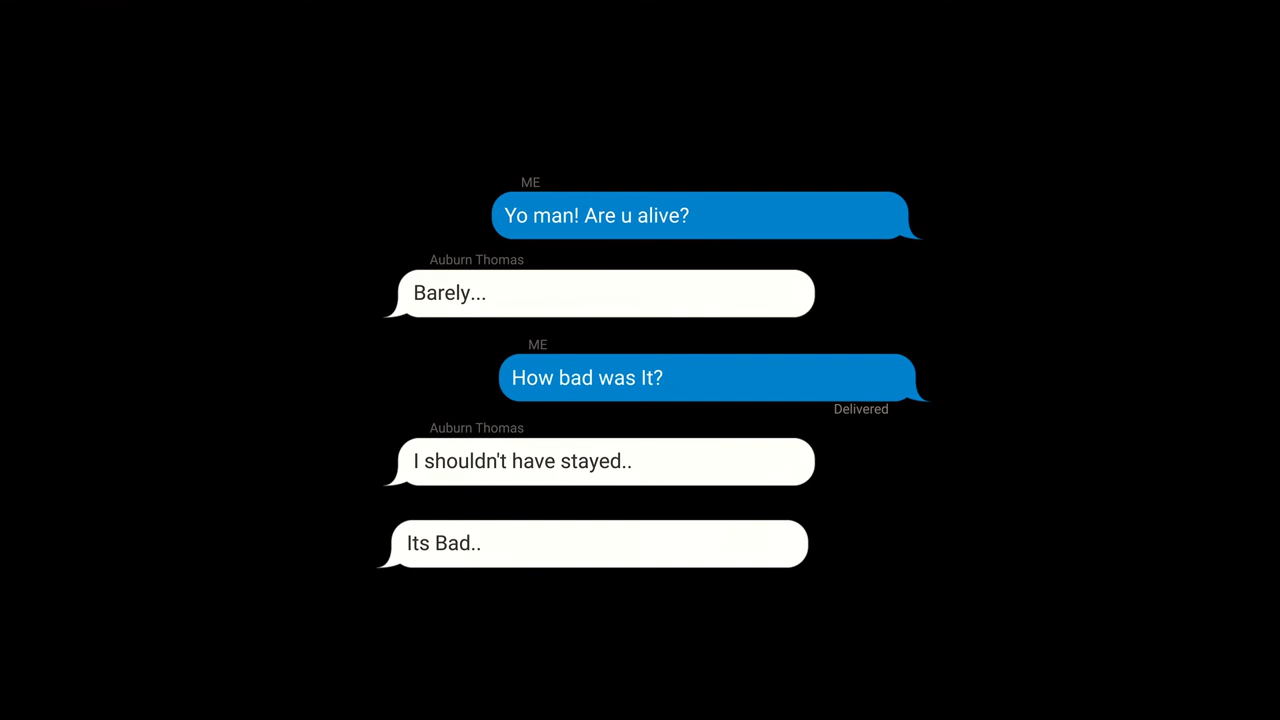 ME
Yo man! Are u alive?
Auburn Thomas
Barely...
ME
How bad was It?
Delivered
Auburn Thomas
I shouldn't have stayed..
Its Bad..